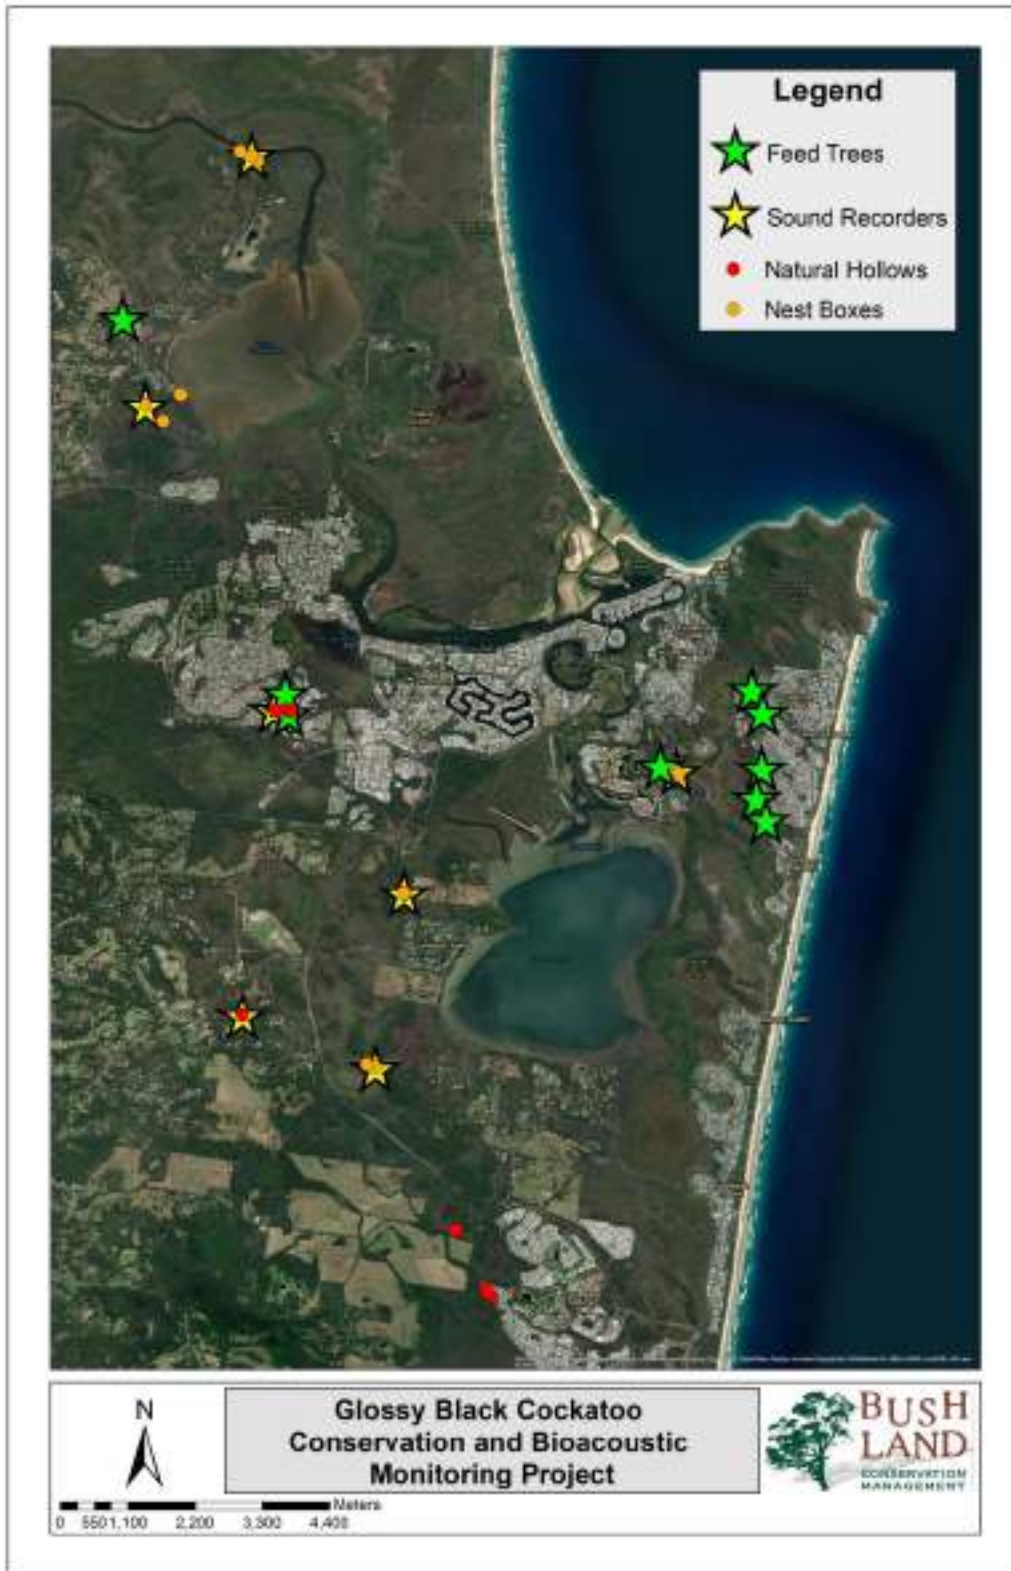 Legend
Feed Trees
Sound Recorders
Natural Hollows
Nest Boxes
N
Glossy Black Cockatoo
Conservation and Bioacoustic
Monitoring Project
BUSH
LAND
CONSERVATION
MANAGEMENT
Meters
0 550 1,100 2,200 3,300 4,400